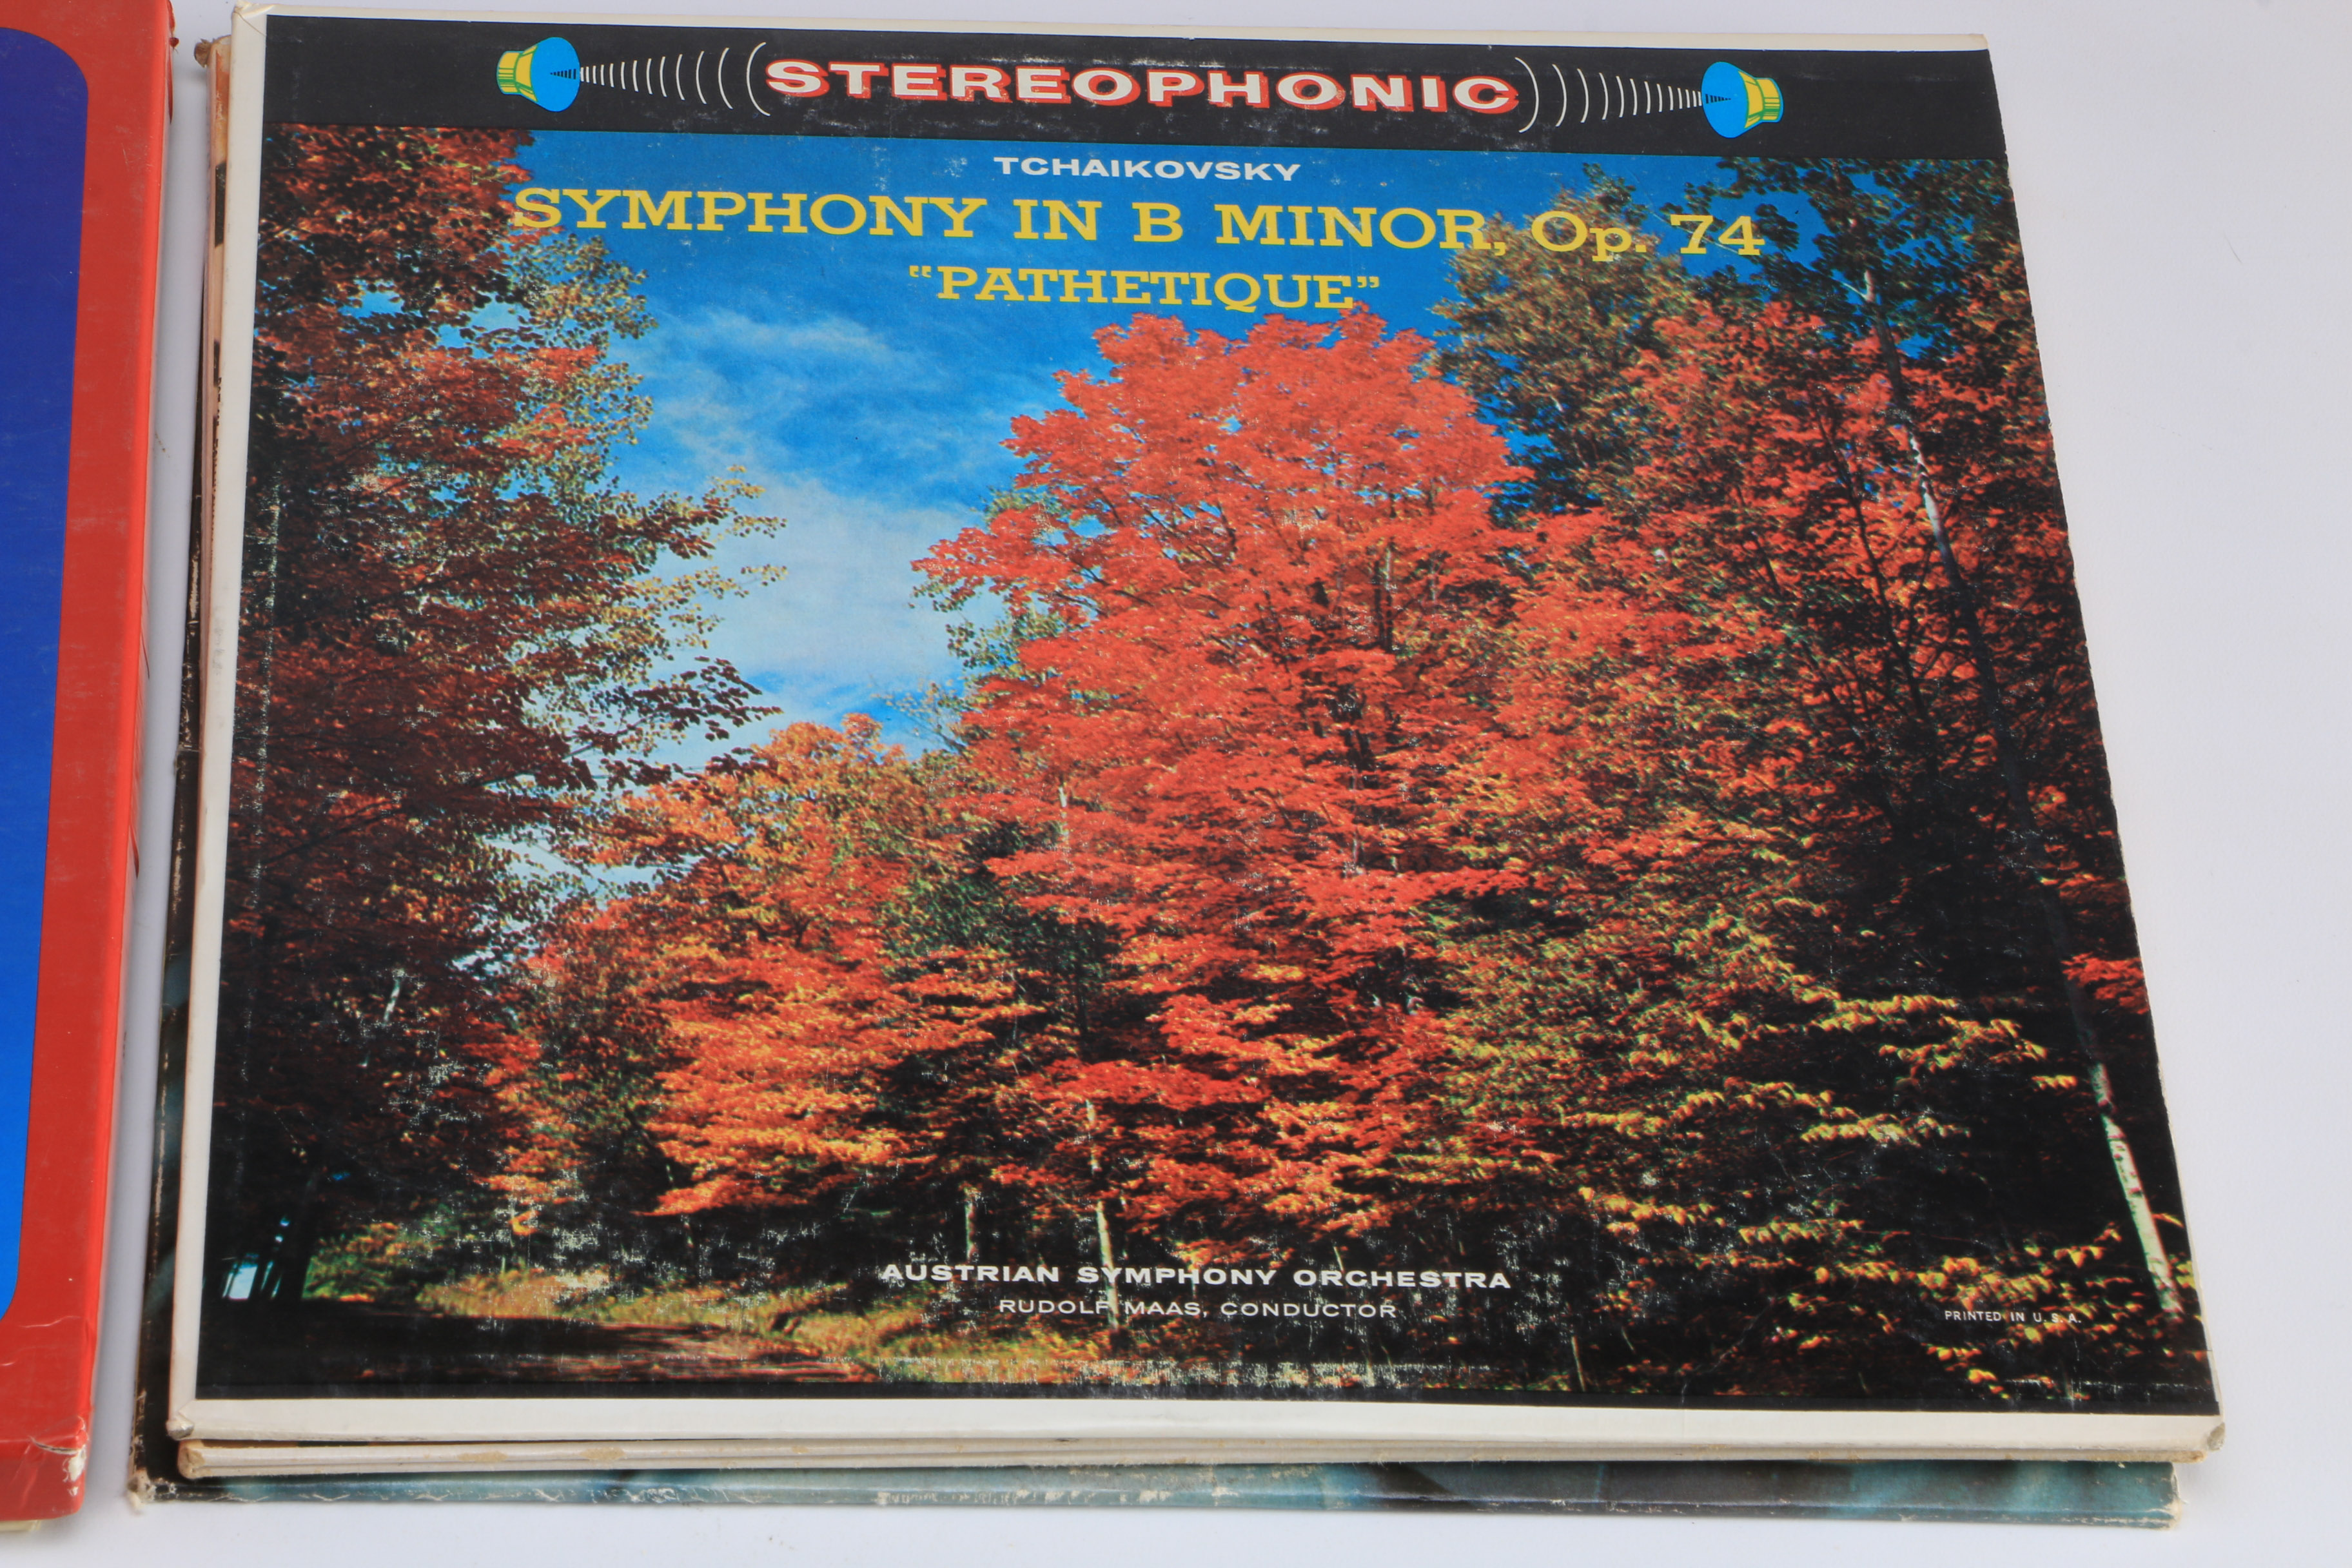 STEREOPHONIC
TCHAIKOVSKY
SYMPHONY IN B MINOR, Op. 74
"PATHETIQUE"
AUSTRIAN SYMPHONY ORCHESTRA
RUDOLF MAAS, CONDUCTOR
PRINTED IN U. S. A.